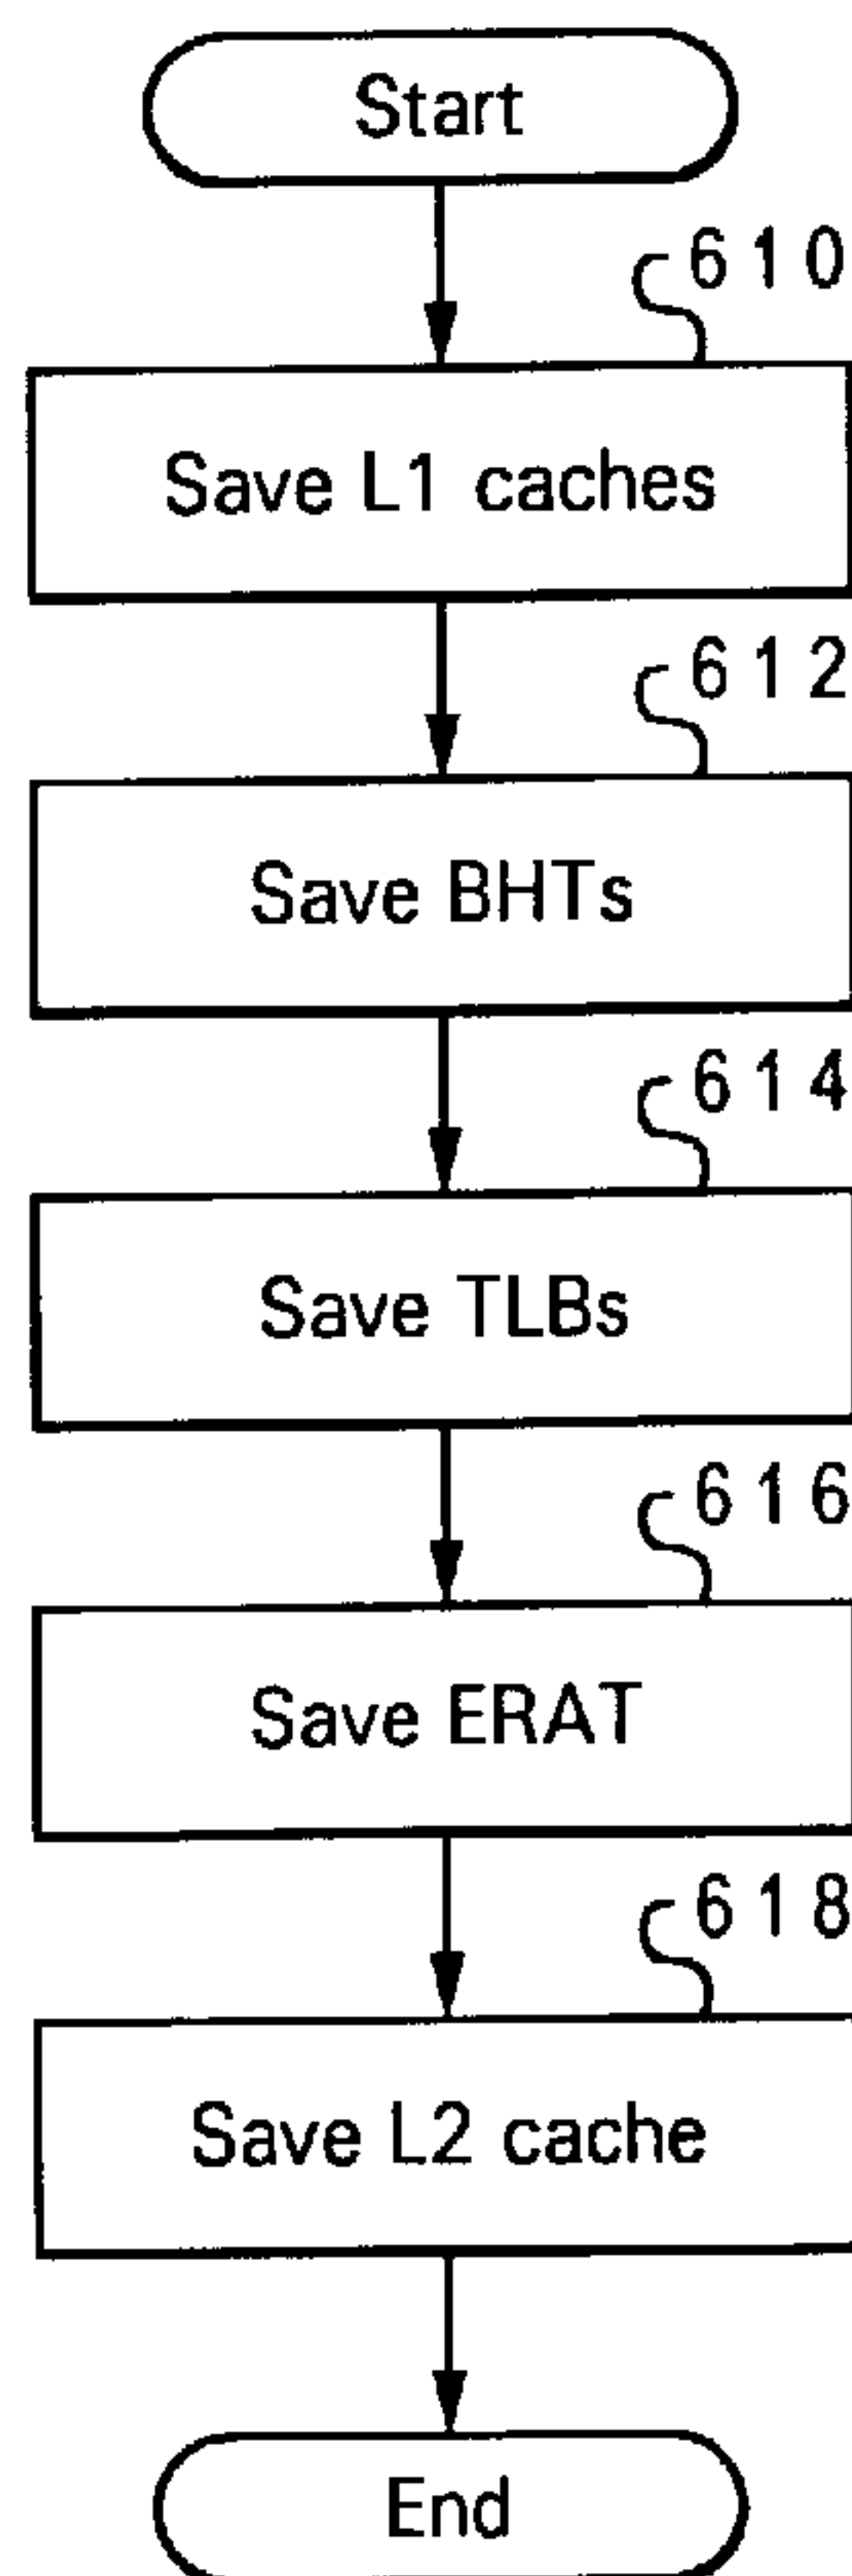 Start
610
Save L1 caches
612
Save BHTs
614
Save TLBs
616
Save ERAT
618
Save L2 cache
End